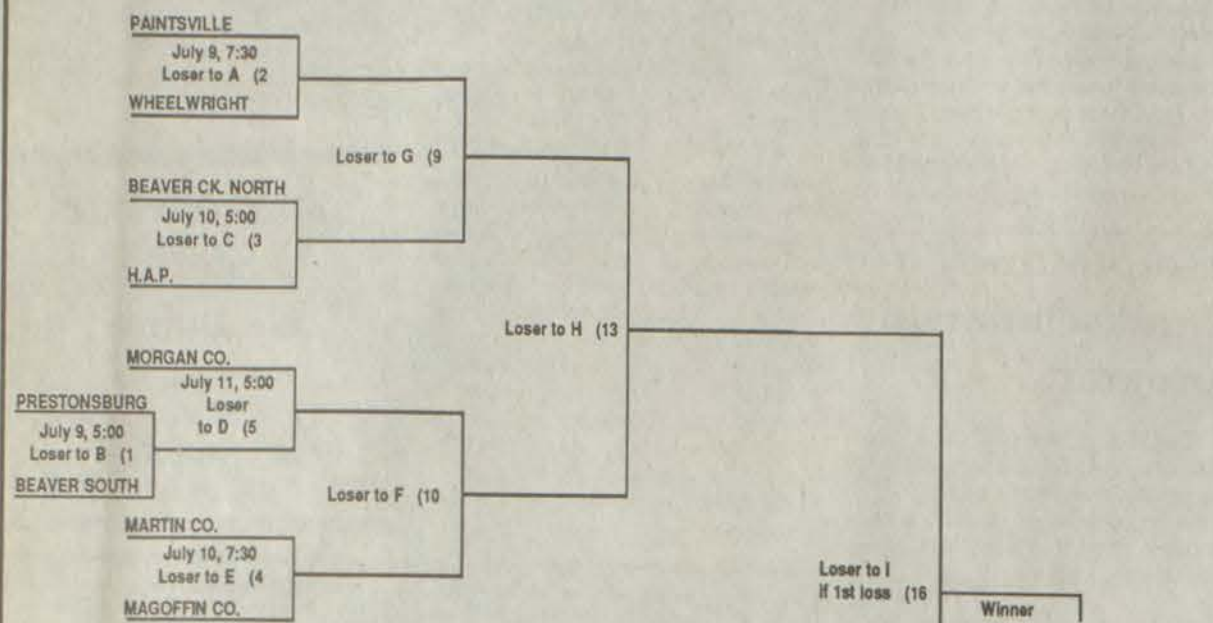 PAINTSVILLE
July 9, 7:30
Loser to A (2
WHEELWRIGHT
Loser to G (9
BEAVER CK. NORTH
July 10, 5:00
Loser to C (3
H.A.P.
Loser to H (13
MORGAN CO.
July 11, 5:00
Loser
to D (5
PRESTONSBURG
July 9, 5:00
Loser to B (1
BEAVER SOUTH
Loser to F (10
MARTIN CO.
July 10, 7:30
Loser to E (4
MAGOFFIN CO.
Loser to I
if 1st loss (16
Winner